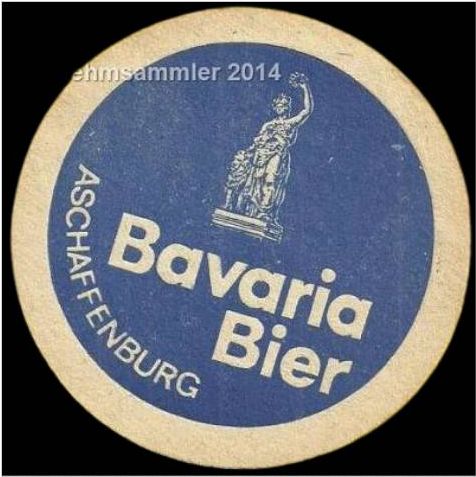 ehmsammler 2014
Bavaria
Bier
ASCHAFFENBURG